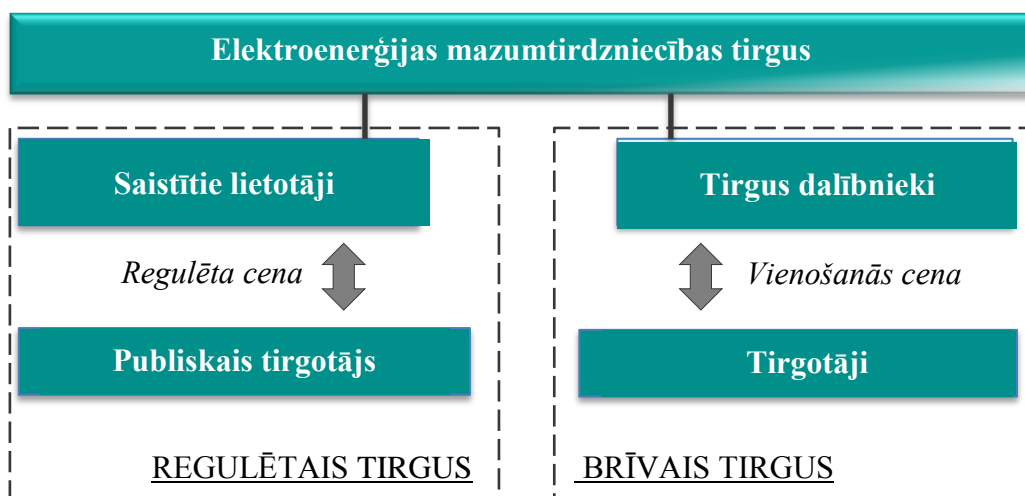 Elektroenerģijas mazumtirdzniecības tirgus
Saistītie lietotāji
Tirgus dalībnieki
Regulēta cena
Vienošanās cena
Publiskais tirgotājs
Tirgotāji
REGULĒTAIS TIRGUS
BRĪVAIS TIRGUS